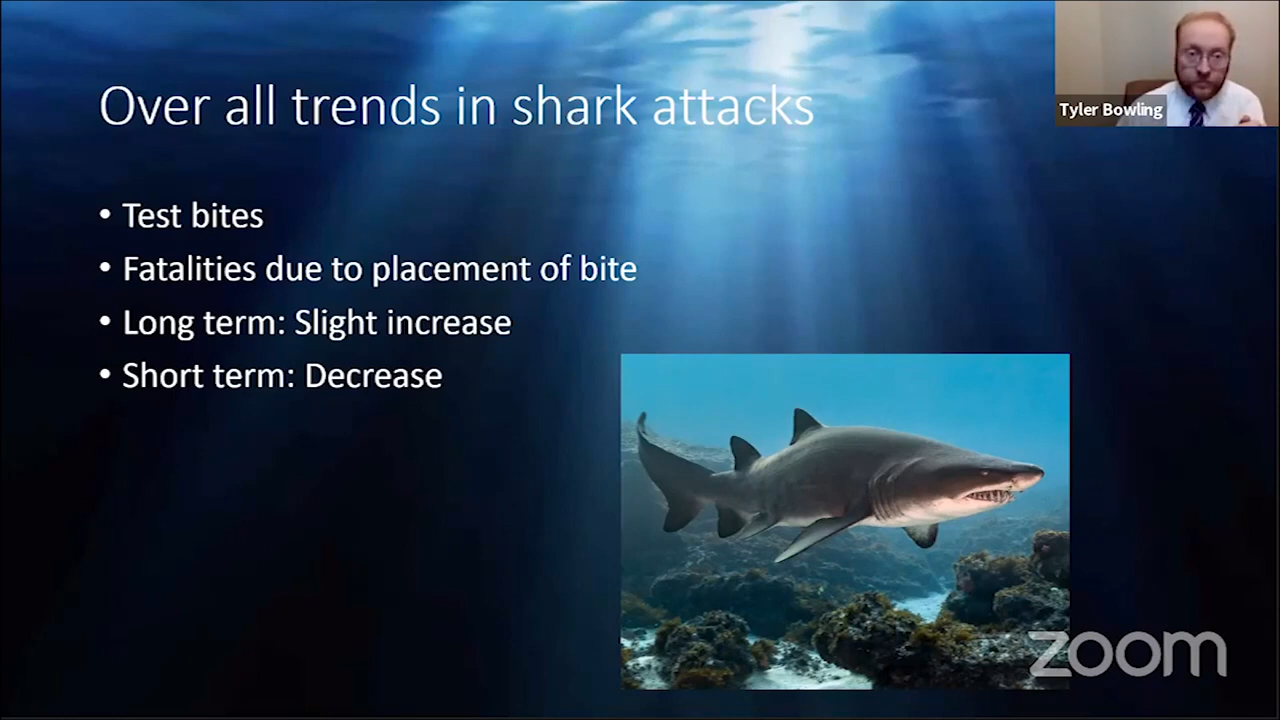 Over all trends in shark attacks
Tyler Bowling
• Test bites
• Fatalities due to placement of bite
• Long term: Slight increase
• Short term: Decrease
zoom